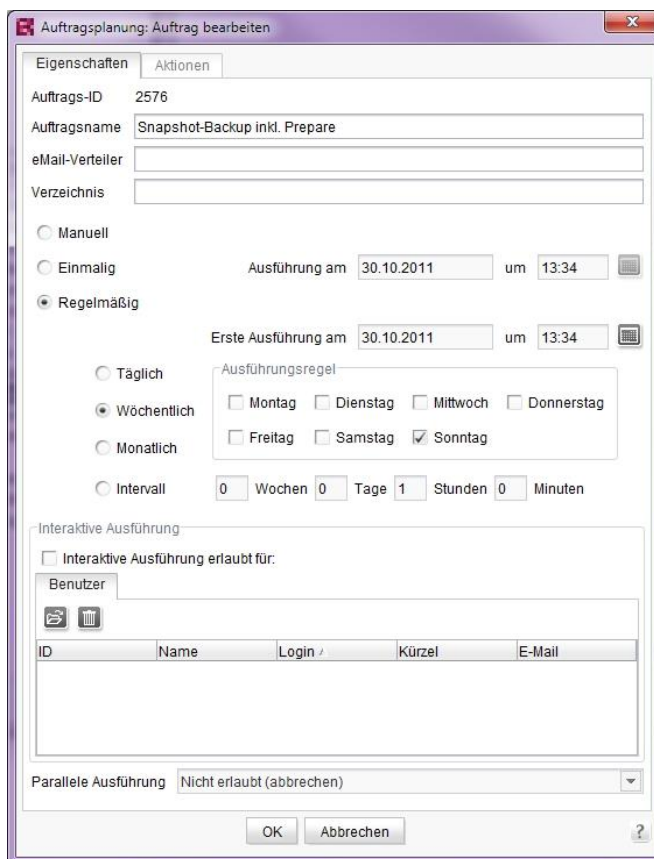 Auftragsplanung: Auftrag bearbeiten
Eigenschaften Aktionen
Auftrags-ID 2576
Auftragsname Snapshot-Backup inkl. Prepare
eMail-Verteiler
Verzeichnis
Manuell
Einmalig Ausführung am 30.10.2011 um 13:34
Regelmäßig
Erste Ausführung am 30.10.2011 um 13:34
Täglich
Ausführungsregel
Wöchentlich
Montag Dienstag Mittwoch Donnerstag
Freitag Samstag Sonntag
Monatlich
Intervall 0 Wochen 0 Tage 1 Stunden 0 Minuten
Interaktive Ausführung
Interaktive Ausführung erlaubt für:
Benutzer
ID Name Login Kürzel E-Mail
Parallele Ausführung Nicht erlaubt (abbrechen)
OK Abbrechen ?